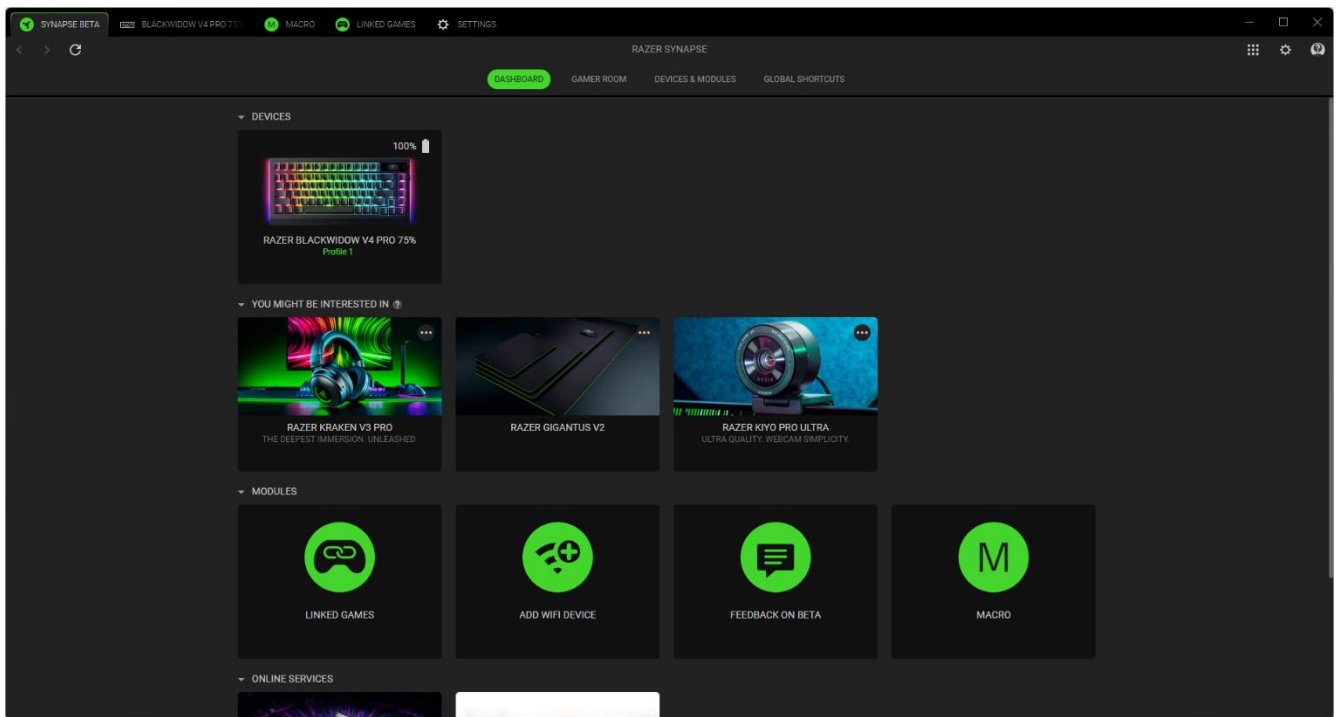 SYNAPSE BETA
BLACKWIDOW V4 PRO 75%
MACRO
LINKED GAMES
SETTINGS
RAZER SYNAPSE
DASHBOARD
GAMER ROOM
DEVICES & MODULES
GLOBAL SHORTCUTS
DEVICES
100%
RAZER BLACKWIDOW V4 PRO 75%
Profile 1
YOU MIGHT BE INTERESTED IN ?
RAZER KRAKEN V3 PRO
THE DEEPEST IMMERSION. UNLEASHED.
RAZER GIGANTUS V2
RAZER KIYO PRO ULTRA
ULTRA QUALITY. WEBCAM SIMPLICITY.
MODULES
LINKED GAMES
ADD WIFI DEVICE
FEEDBACK ON BETA
M
MACRO
ONLINE SERVICES